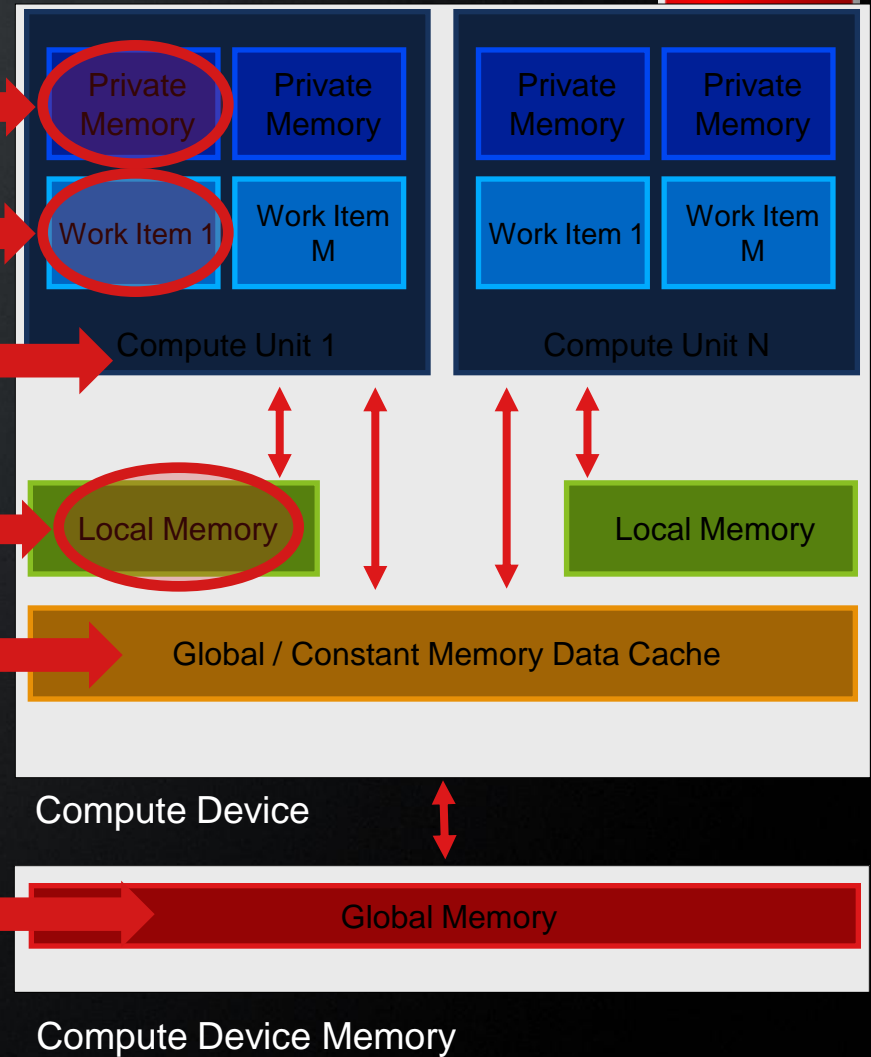 Private
Memory
Private
Memory
Private
Memory
Private
Memory
Work Item 1
Work Item
M
Work Item 1
Work Item
M
Compute Unit 1
Compute Unit N
Local Memory
Local Memory
Global / Constant Memory Data Cache
Compute Device
Global Memory
Compute Device Memory